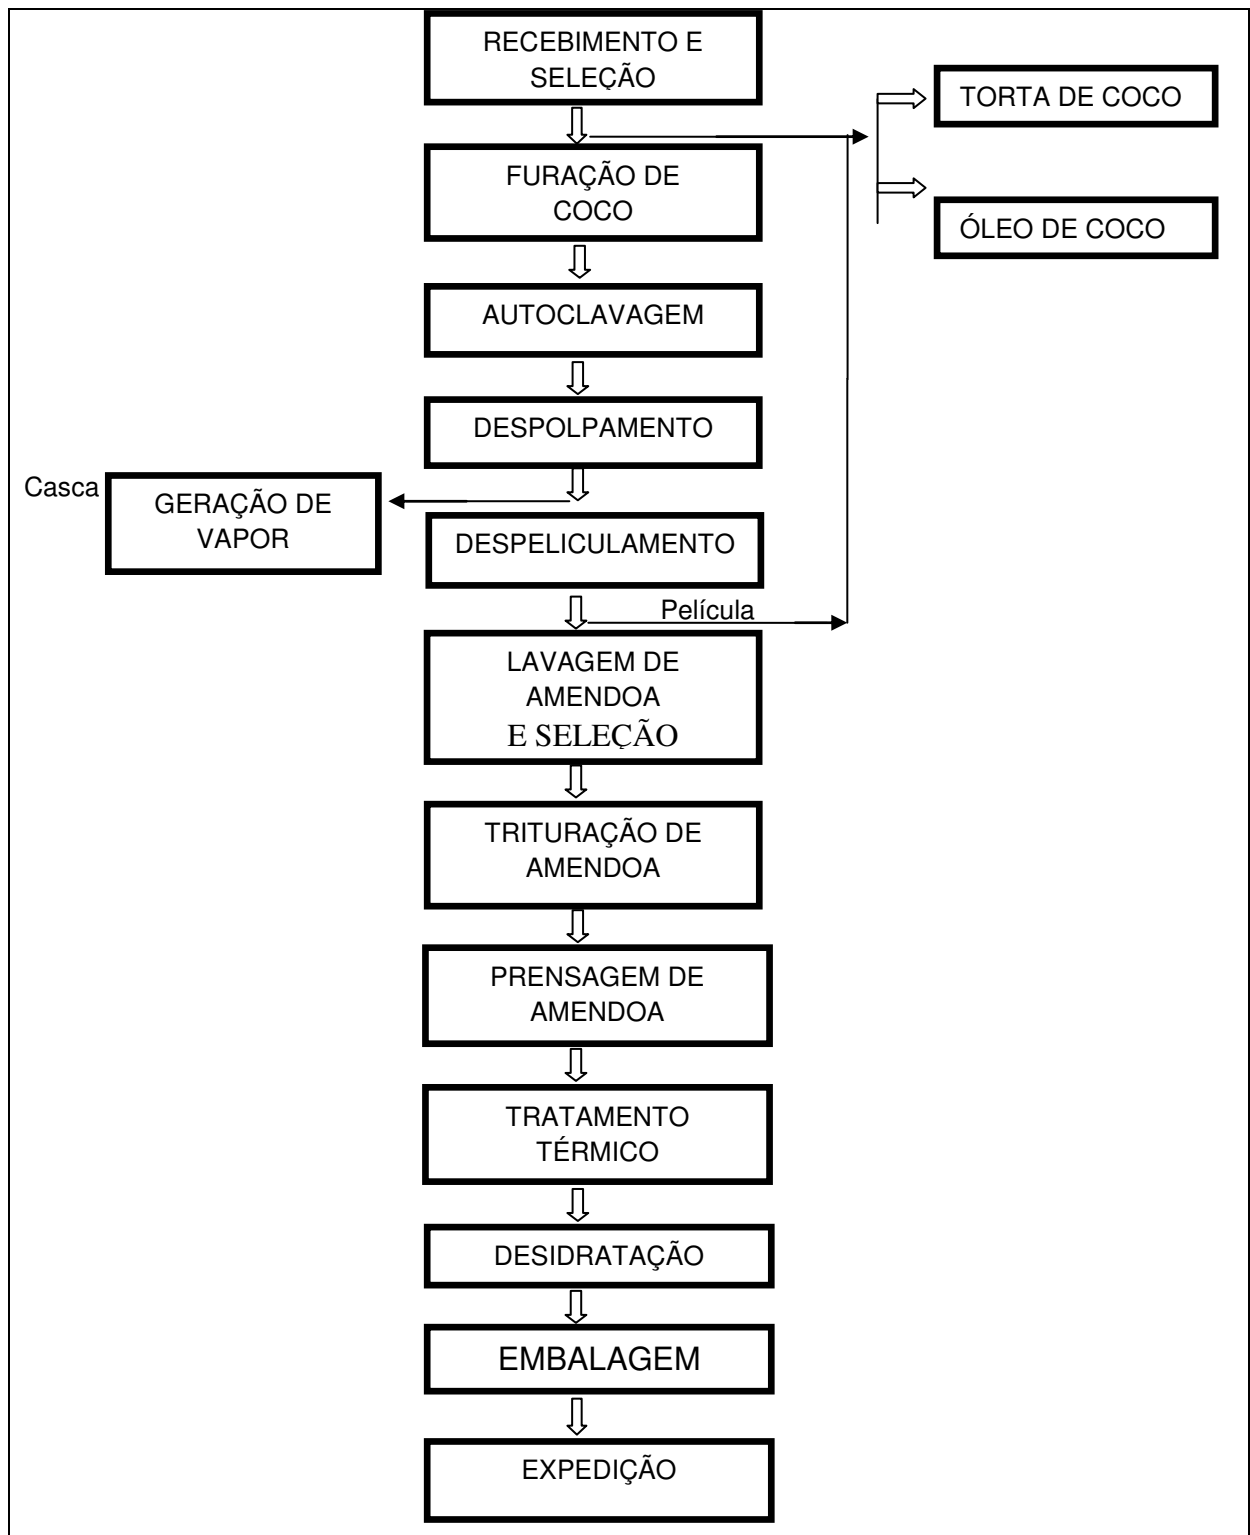 RECEBIMENTO E
SELEÇÃO
TORTA DE COCO
FURAÇÃO DE
COCO
ÓLEO DE COCO
AUTOCLAVAGEM
DESPOLPAMENTO
Casca
GERAÇÃO DE
VAPOR
DESPELICULAMENTO
Película
LAVAGEM DE
AMENDOA
E SELEÇÃO
TRITURAÇÃO DE
AMENDOA
PRENSAGEM DE
AMENDOA
TRATAMENTO
TÉRMICO
DESIDRATAÇÃO
EMBALAGEM
EXPEDIÇÃO